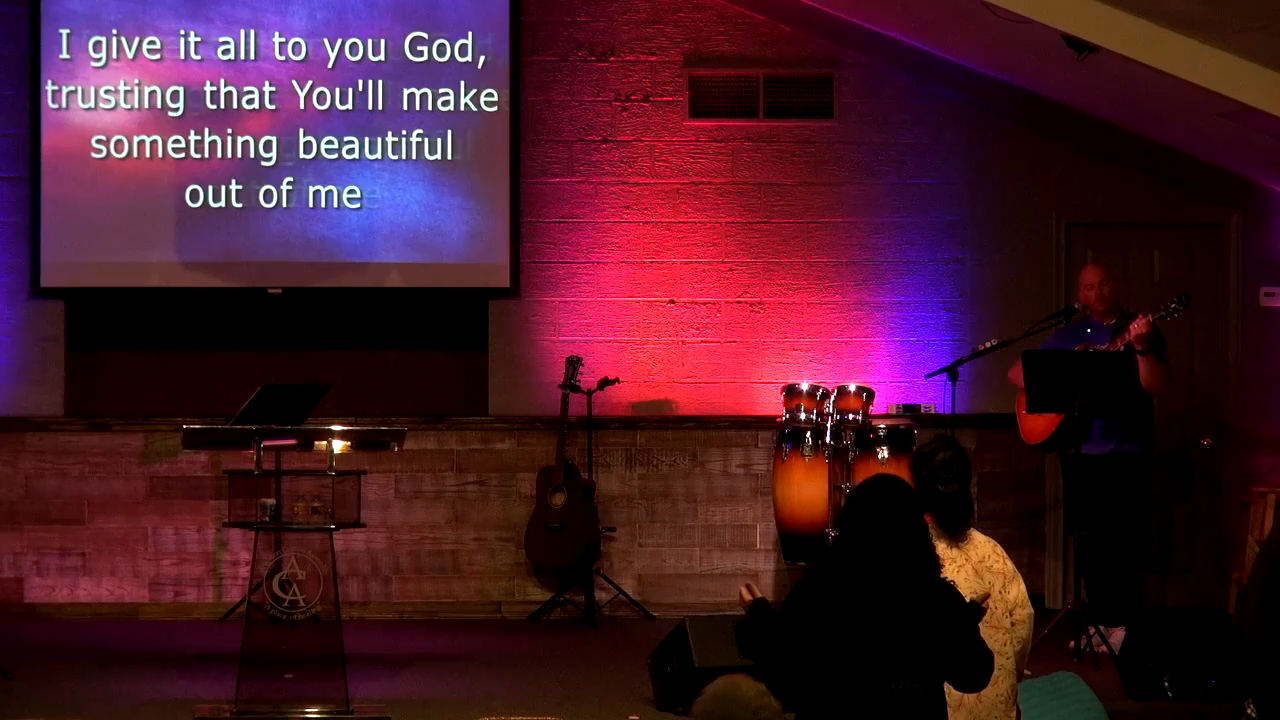 I give it all to you God,
trusting that You'll make
something beautiful
out of me